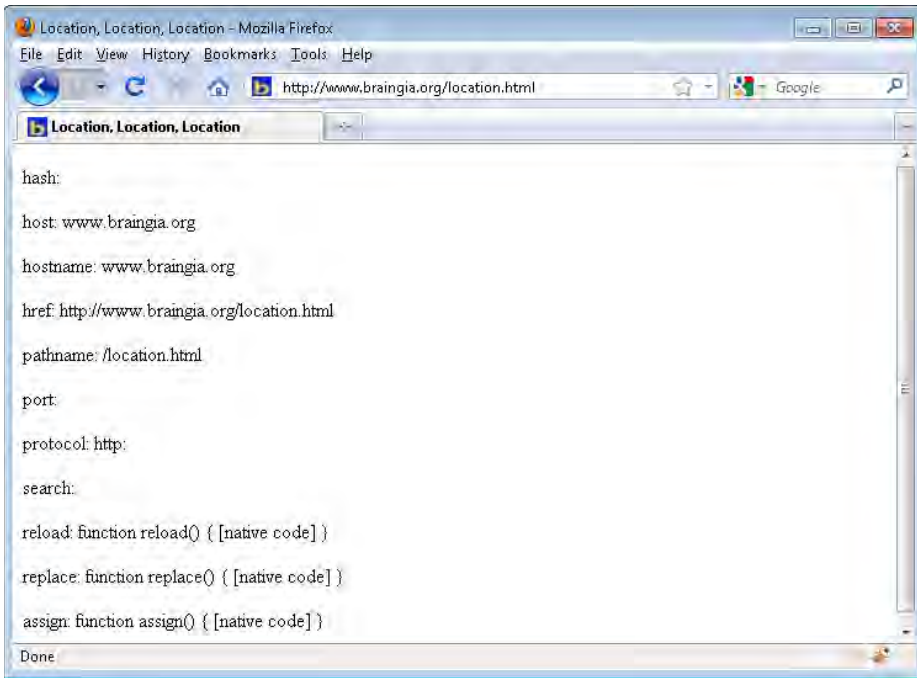 Location, Location, Location - Mozilla Firefox
File Edit View History Bookmarks Tools Help
http://www.braingia.org/location.html
Google
Location, Location, Location
hash:
host: www.braingia.org
hostname: www.braingia.org
href: http://www.braingia.org/location.html
pathname: /location.html
port:
protocol: http:
search:
reload: function reload() { [native code] }
replace: function replace() { [native code] }
assign: function assign() { [native code] }
Done